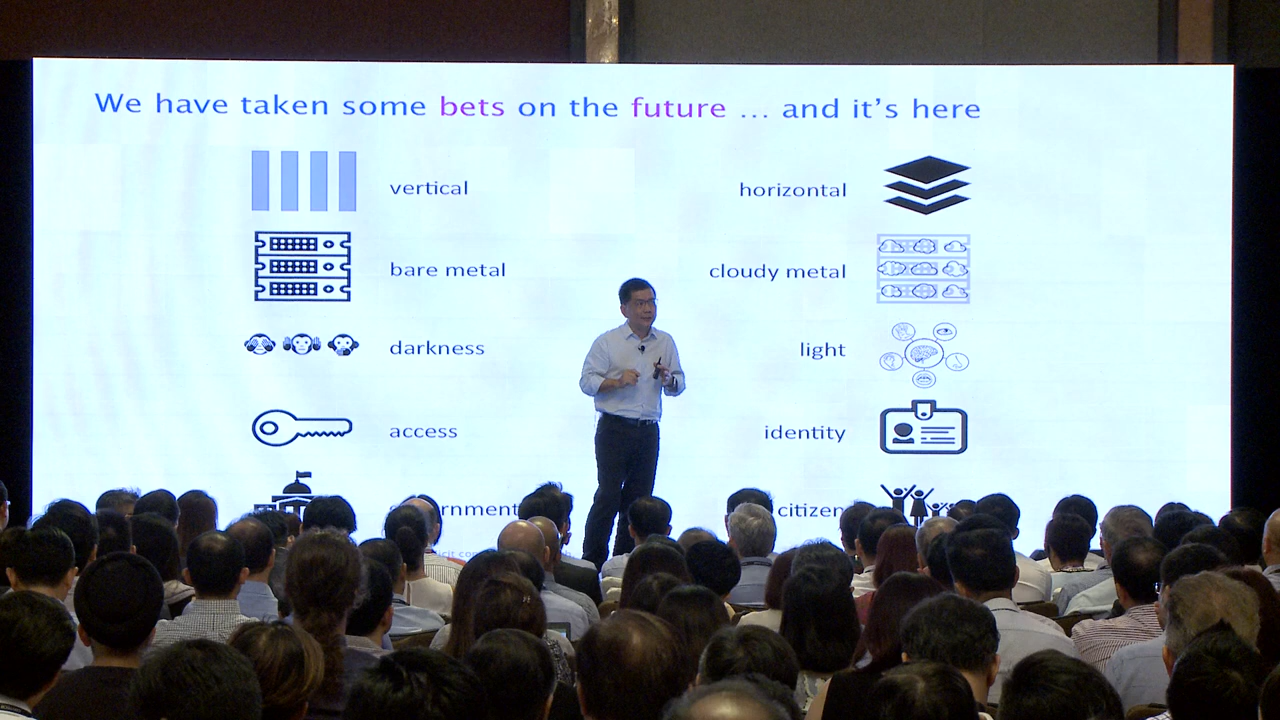 We have taken some bets on the future ... and it's here
vertical
horizontal
bare metal
cloudy metal
darkness
light
access
identity
citizen